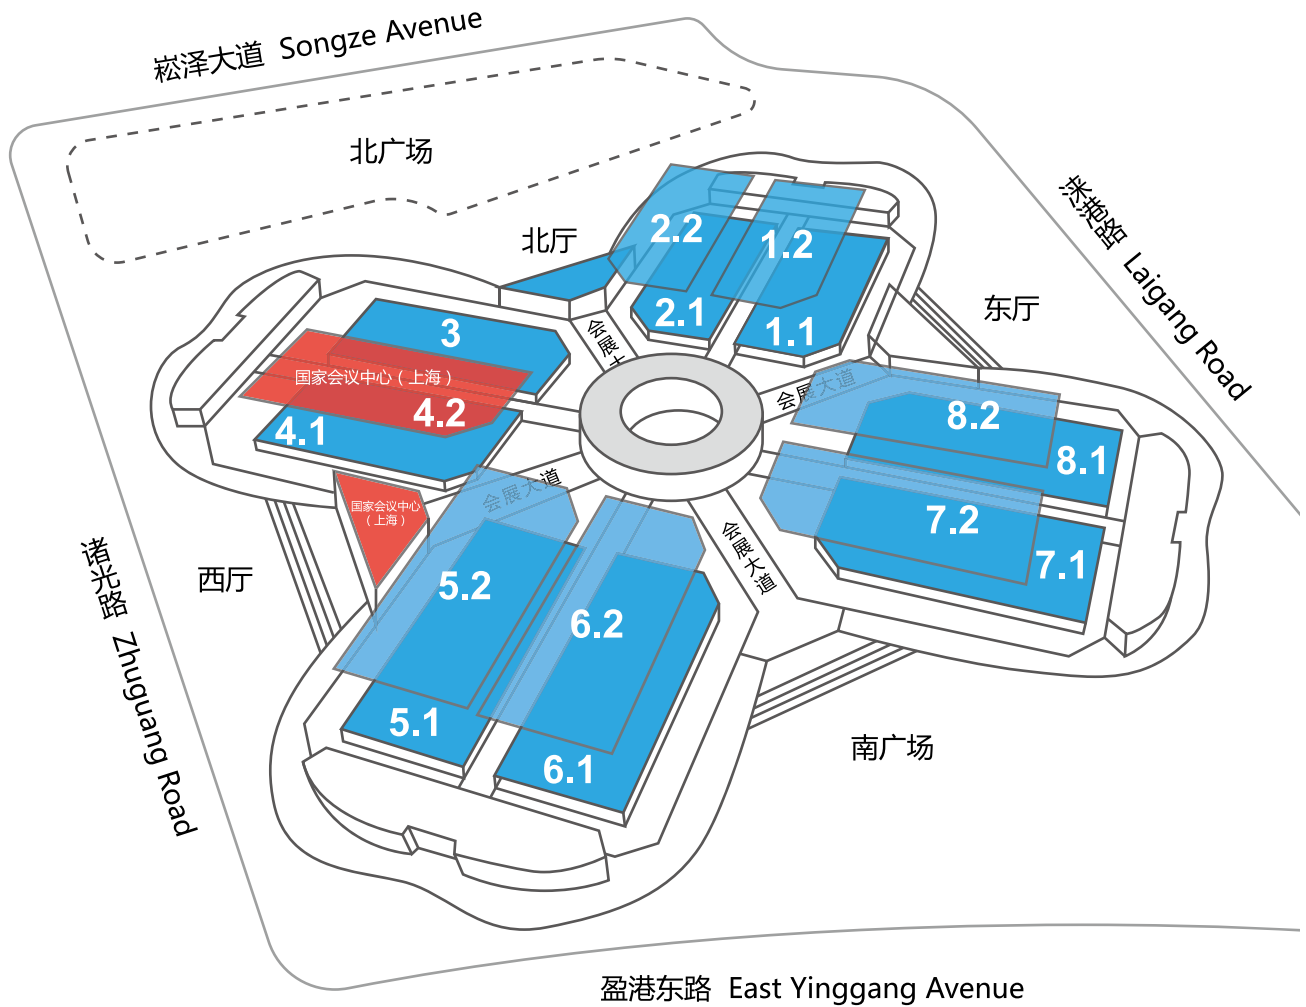 崧泽大道 Songze Avenue
北广场
涞港路 Laigang Road
北厅
2.2
1.2
东厅
2.1
1.1
3
会展大
国家会议中心（上海）
4.2
4.1
会展大道
8.2
8.1
会展大道
国家会议中心
（上海）
7.2
7.1
会展大道
诸光路 Zhuguang Road
西厅
5.2
6.2
5.1
6.1
南广场
盈港东路 East Yinggang Avenue